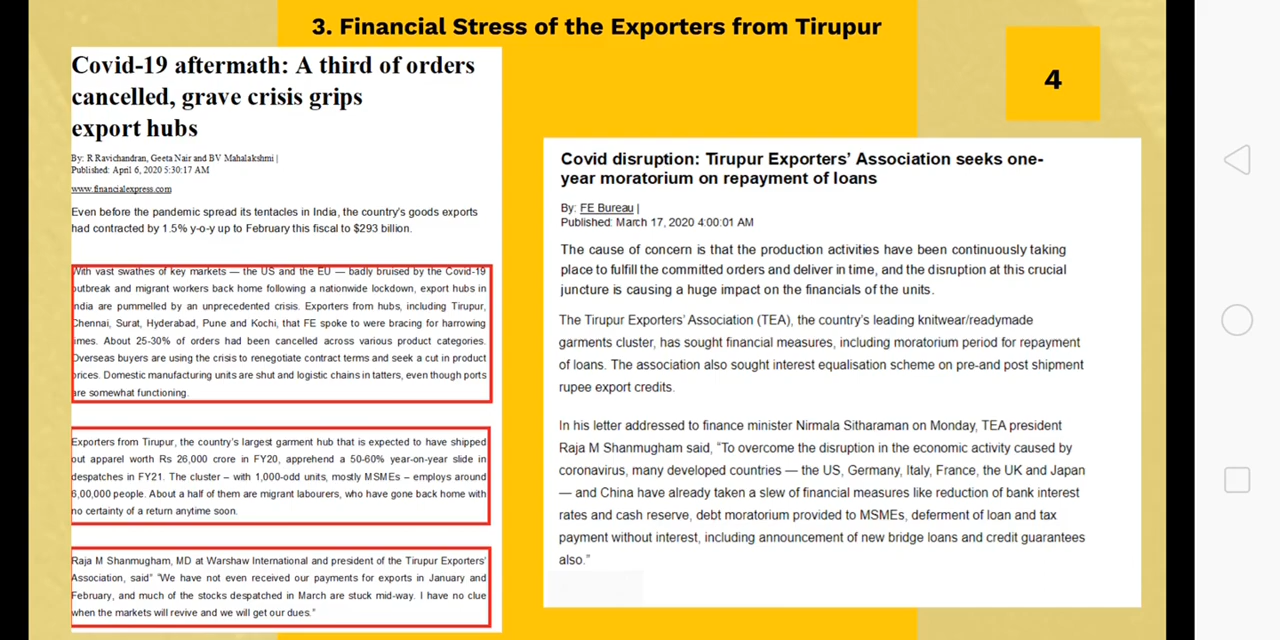 3. Financial Stress of the Exporters from Tirupur
4
Covid-19 aftermath: A third of orders
cancelled, grave crisis grips
export hubs
By: R Ravichandran, Geeta Nair and BV Mahalakshmi |
Published: April 6, 2020 5:30:17 AM
www.financialexpress.com
Even before the pandemic spread its tentacles in India, the country's goods exports
had contracted by 1.5% y-o-y up to February this fiscal to $293 billion.
With vast swathes of key markets — the US and the EU — badly bruised by the Covid-19
outbreak and migrant workers back home following a nationwide lockdown, export hubs in
India are pummelled by an unprecedented crisis. Exporters from hubs, including Tirupur,
Chennai, Surat, Hyderabad, Pune and Kochi, that FE spoke to were bracing for harrowing
times. About 25-30% of orders had been cancelled across various product categories.
Overseas buyers are using the crisis to renegotiate contract terms and seek a cut in product
prices. Domestic manufacturing units are shut and logistic chains in tatters, even though ports
are somewhat functioning.
Exporters from Tirupur, the country's largest garment hub that is expected to have shipped
out apparel worth Rs 26,000 crore in FY20, apprehend a 50-60% year-on-year slide in
despatches in FY21. The cluster – with 1,000-odd units, mostly MSMEs – employs around
6,00,000 people. About a half of them are migrant labourers, who have gone back home with
no certainty of a return anytime soon.
Raja M Shanmugham, MD at Warshaw International and president of the Tirupur Exporters'
Association, said" "We have not even received our payments for exports in January and
February, and much of the stocks despatched in March are stuck mid-way. I have no clue
when the markets will revive and we will get our dues."
Covid disruption: Tirupur Exporters' Association seeks one-
year moratorium on repayment of loans
By: FE Bureau |
Published: March 17, 2020 4:00:01 AM
The cause of concern is that the production activities have been continuously taking
place to fulfill the committed orders and deliver in time, and the disruption at this crucial
juncture is causing a huge impact on the financials of the units.
The Tirupur Exporters' Association (TEA), the country's leading knitwear/readymade
garments cluster, has sought financial measures, including moratorium period for repayment
of loans. The association also sought interest equalisation scheme on pre-and post shipment
rupee export credits.
In his letter addressed to finance minister Nirmala Sitharaman on Monday, TEA president
Raja M Shanmugham said, "To overcome the disruption in the economic activity caused by
coronavirus, many developed countries — the US, Germany, Italy, France, the UK and Japan
— and China have already taken a slew of financial measures like reduction of bank interest
rates and cash reserve, debt moratorium provided to MSMEs, deferment of loan and tax
payment without interest, including announcement of new bridge loans and credit guarantees
also."